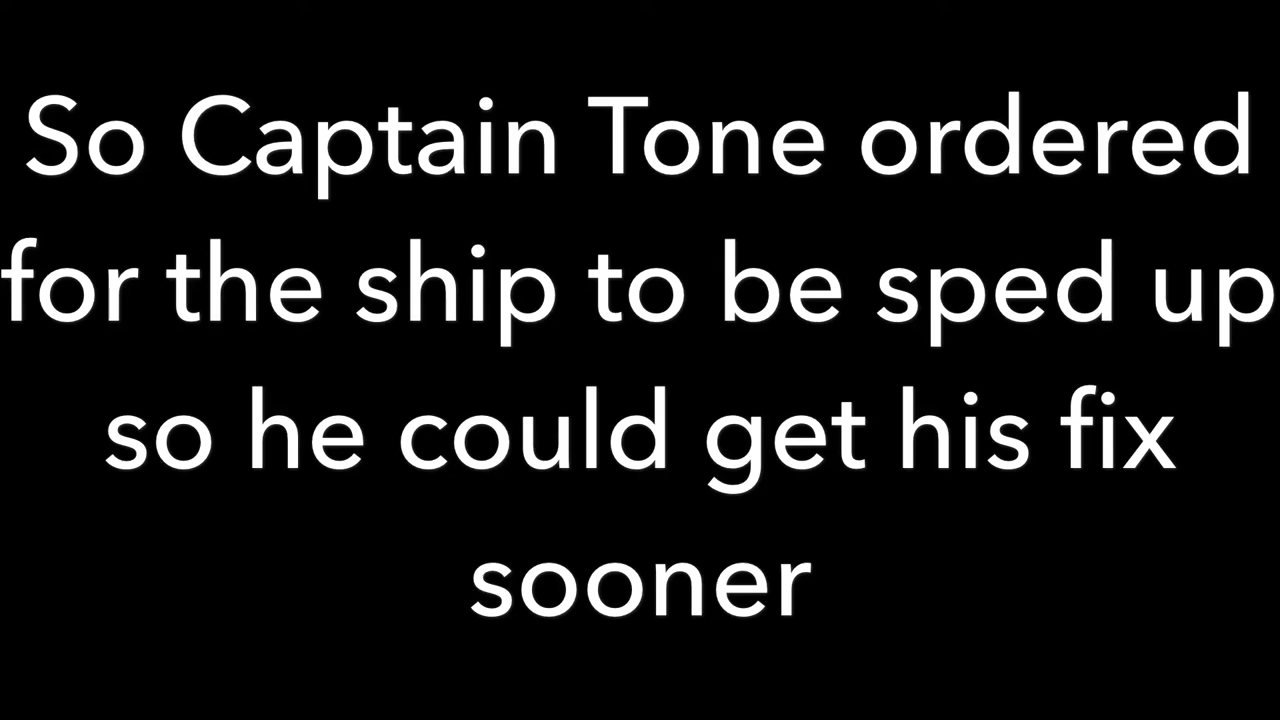 So Captain Tone ordered
for the ship to be sped up
so he could get his fix
sooner